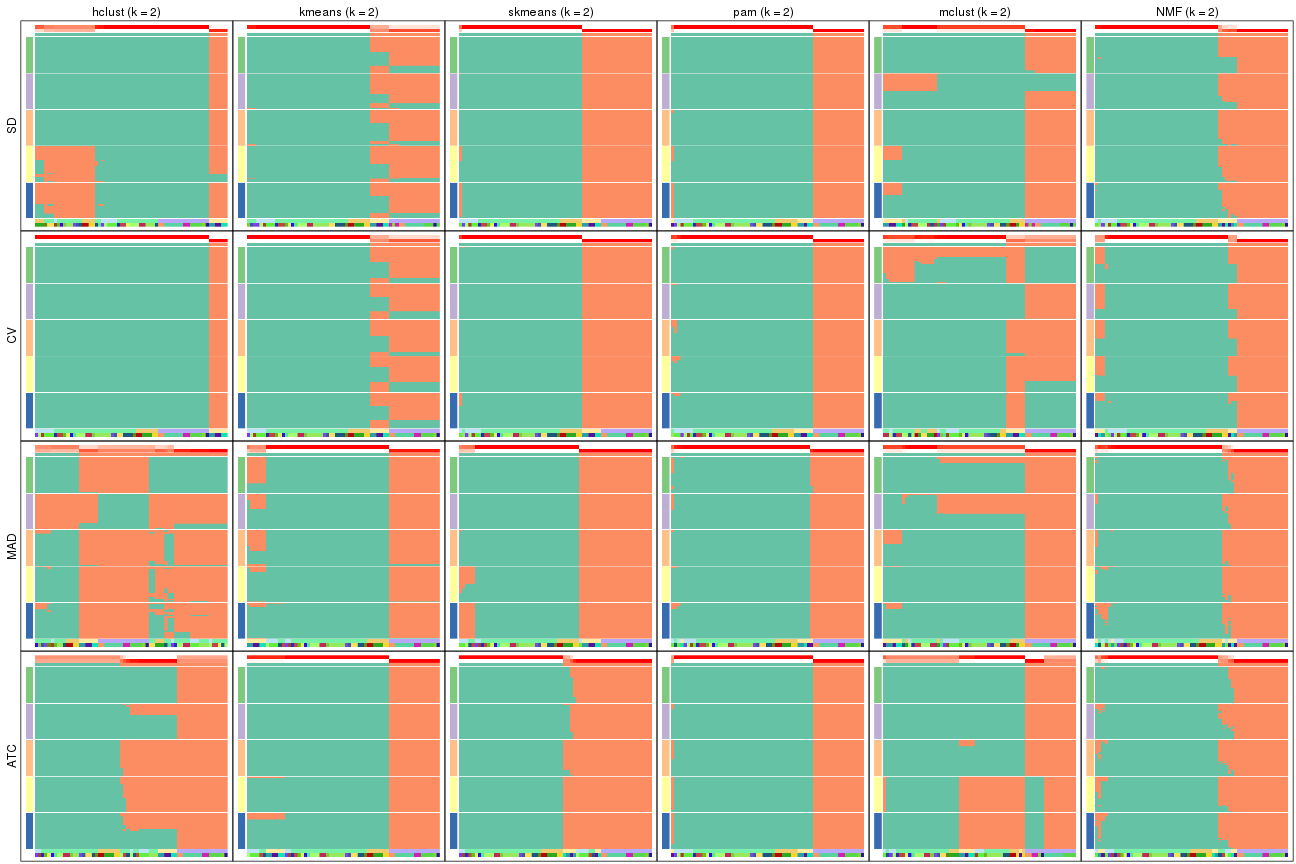 hclust (k = 2) kmeans (k = 2) skmeans (k = 2) pam (k = 2) mclust (k = 2) NMF (k = 2)
SD
CV
MAD
ATC